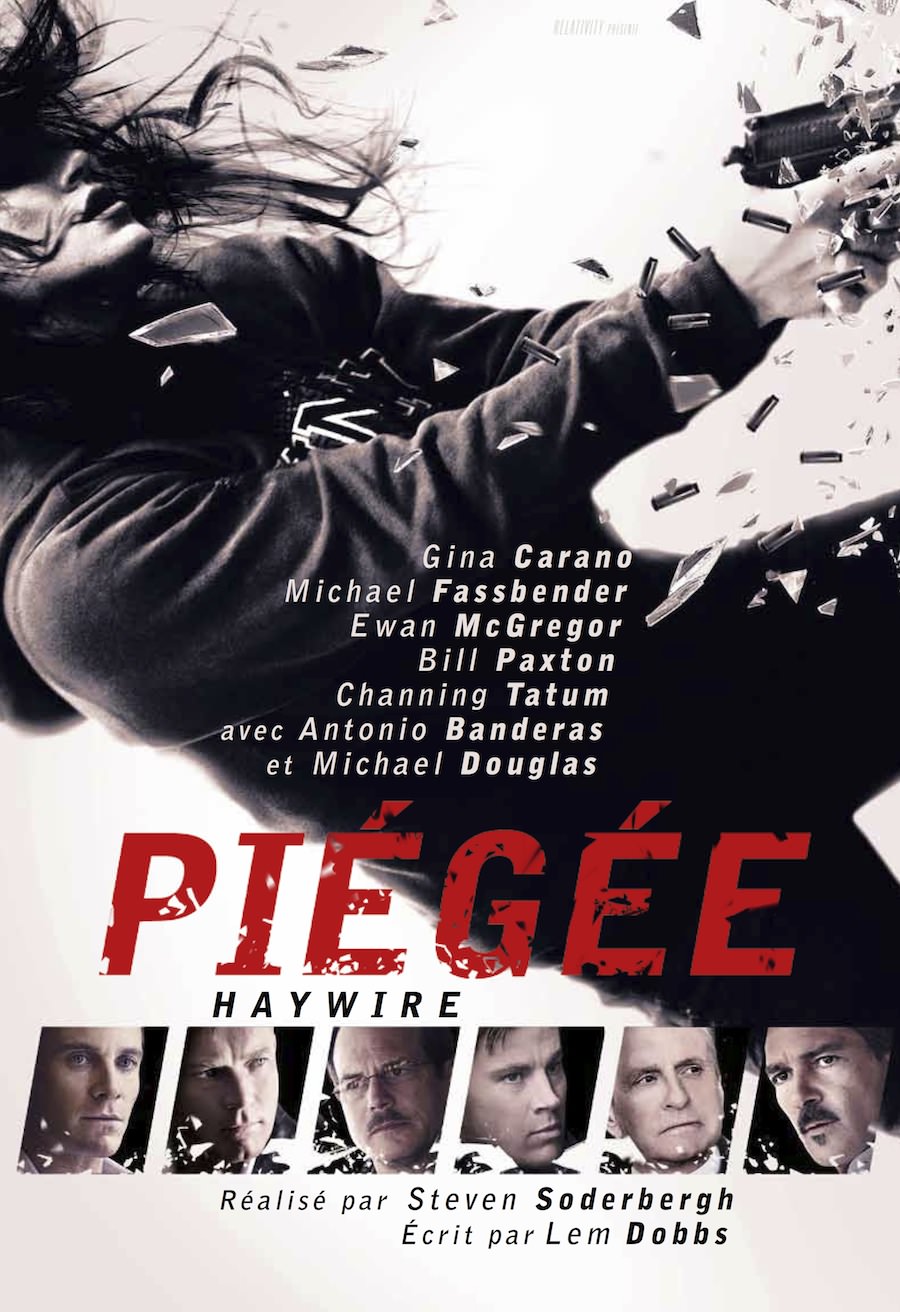 RELATIVITY PRÉSENTE
Gina Carano
Michael Fassbender
Ewan McGregor
Bill Paxton
Channing Tatum
avec Antonio Banderas
et Michael Douglas
PIÉGÉE
HAYWIRE
Réalisé par Steven Soderbergh
Écrit par Lem Dobbs